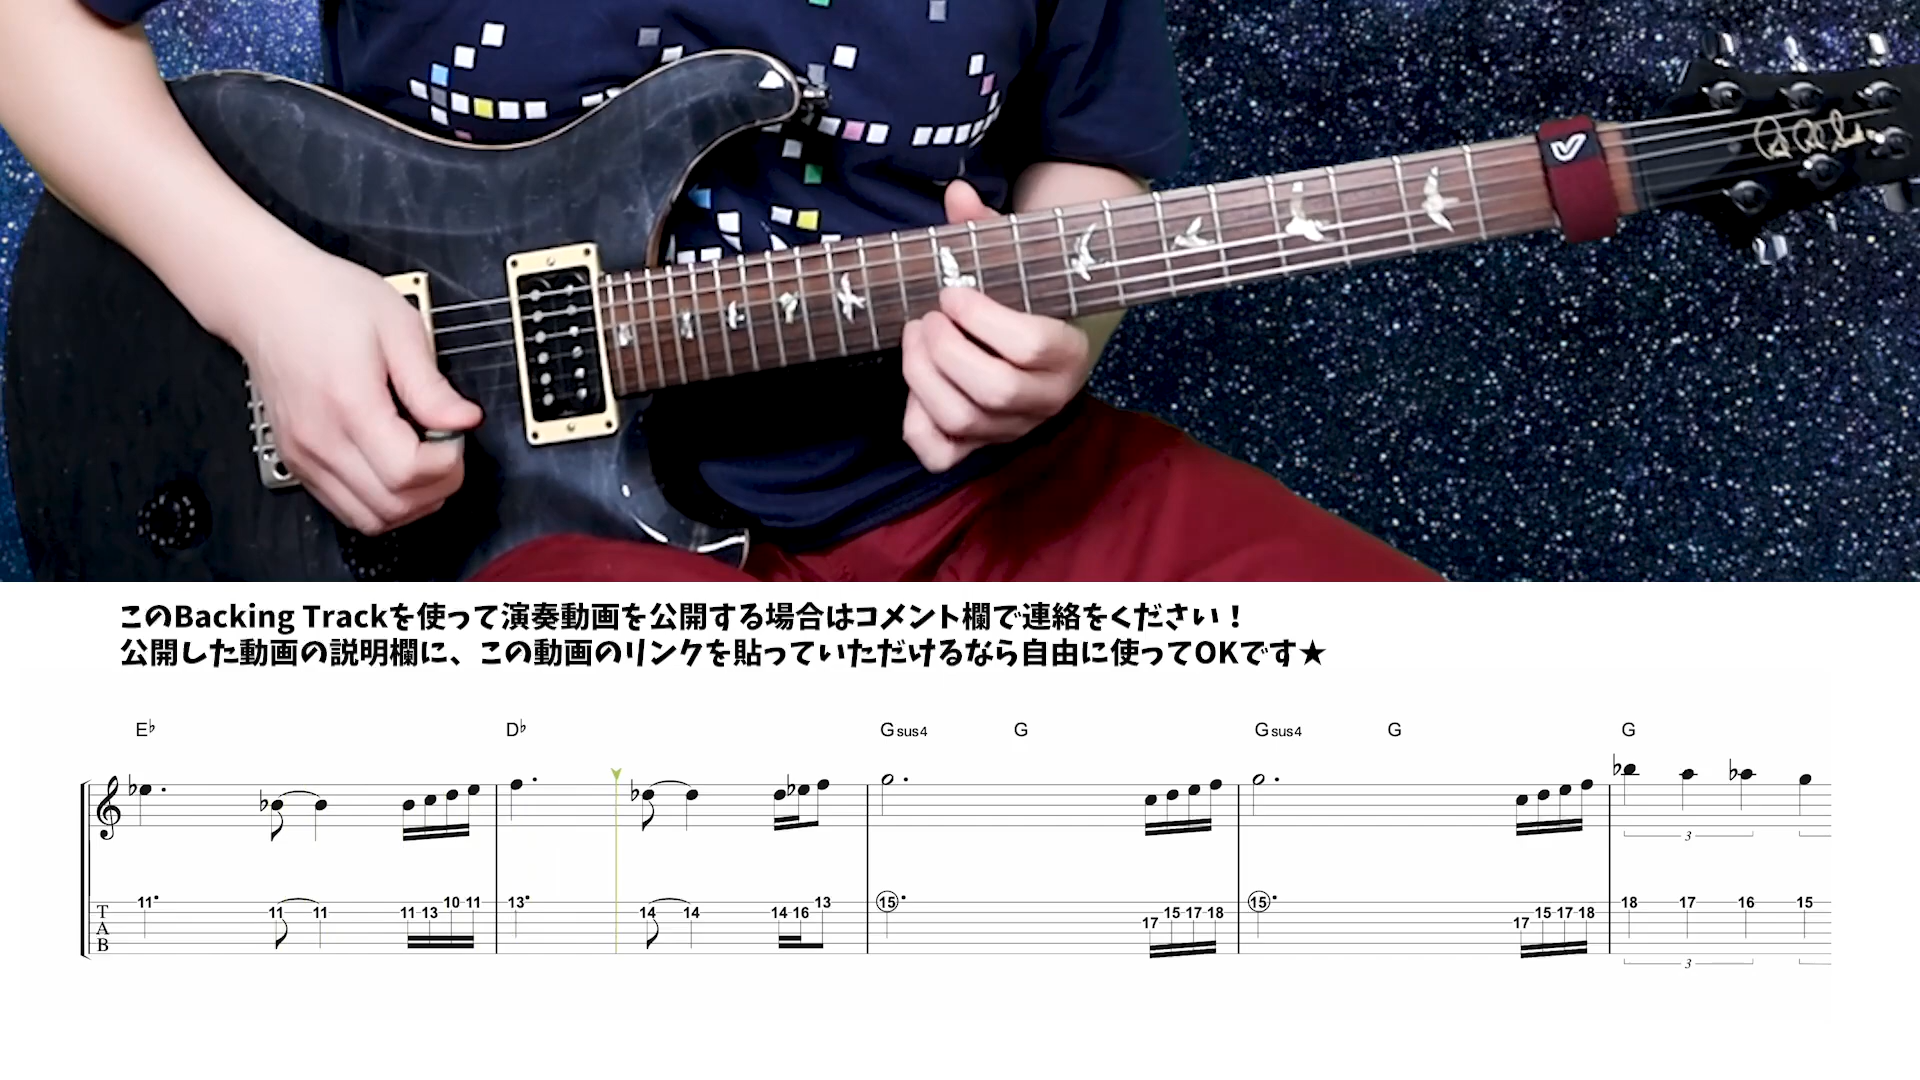 このBacking Trackを使って演奏動画を公開する場合はコメント欄で連絡をください！
公開した動画の説明欄に、この動画のリンクを貼っていただけるなら自由に使ってOKです★
E♭ D♭ Gsus4 G Gsus4 G G
3
T
A
B
11 11 11 11 13 10 11 13 14 14 14 16 13 15 17 15 17 18 15 17 15 17 18 18 17 16 15
3